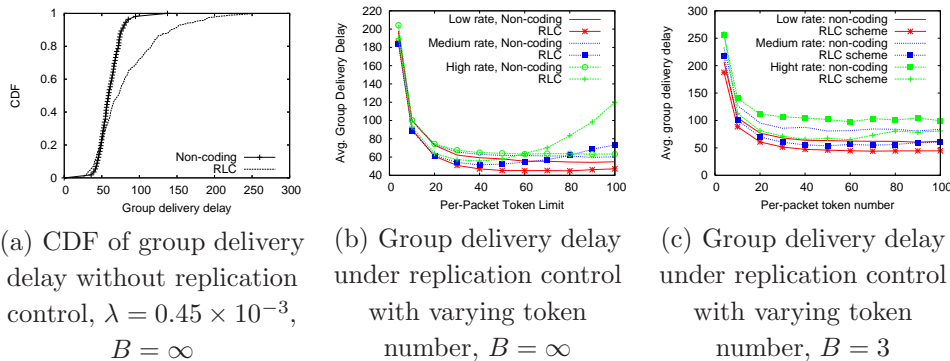 1
0.8
0.6
0.4
0.2
0
CDF
Non-coding
RLC
0 50 100 150 200 250 300
Group delivery delay
(a) CDF of group delivery
delay without replication
control, λ = 0.45 × 10⁻³,
B = ∞
220
200
180
160
140
120
100
80
60
40
Avg. Group Delivery Delay
Low rate, Non-coding
RLC
Medium rate, Non-coding
RLC
High rate, Non-coding
RLC
0 20 40 60 80 100
Per-Packet Token Limit
(b) Group delivery delay
under replication control
with varying token
number, B = ∞
300
250
200
150
100
50
0
Avg. group delivery delay
Low rate: non-coding
RLC scheme
Medium rate: non-coding
RLC scheme
Hight rate: non-coding
RLC scheme
0 20 40 60 80 100
Per-packet token number
(c) Group delivery delay
under replication control
with varying token
number, B = 3